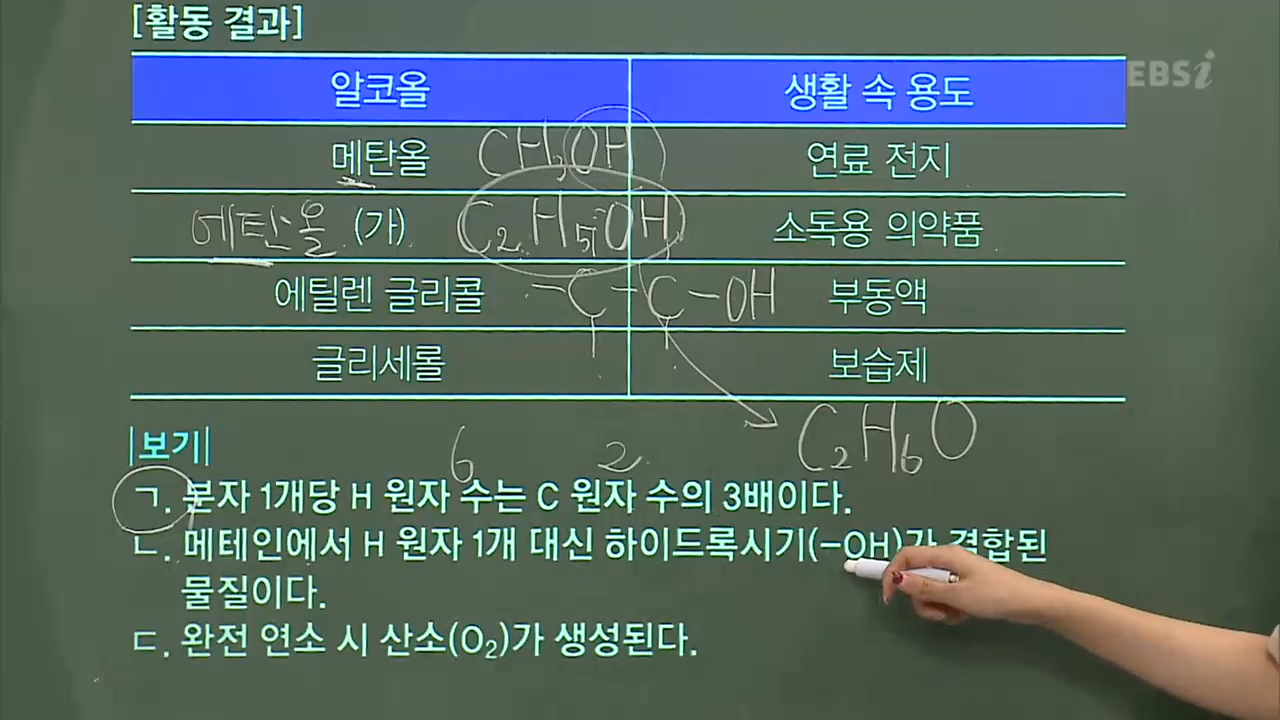 [활동 결과]
EBSi
알코올 생활 속 용도
메탄올 CH₃OH 연료 전지
에탄올 (가) C₂H₅OH 소독용 의약품
에틸렌 글리콜 -C-C-OH 부동액
글리세롤 보습제
C₂H₆O
|보기|
6 2
ㄱ. 분자 1개당 H 원자 수는 C 원자 수의 3배이다.
ㄴ. 메테인에서 H 원자 1개 대신 하이드록시기(-OH)가 결합된
물질이다.
ㄷ. 완전 연소 시 산소(O₂)가 생성된다.